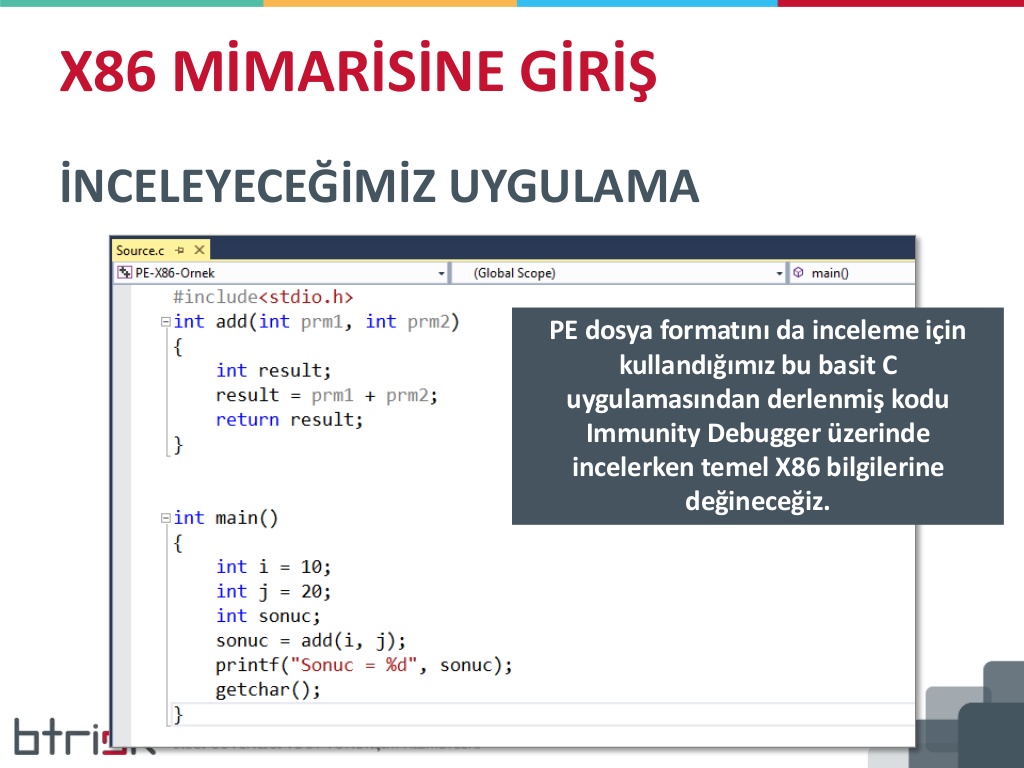 X86 MİMARİSİNE GİRİŞ
İNCELEYECEĞİMİZ UYGULAMA
Source.c
PE-X86-Ornek (Global Scope) main()
#include<stdio.h>
int add(int prm1, int prm2)
{
int result;
result = prm1 + prm2;
return result;
}
PE dosya formatını da inceleme için
kullandığımız bu basit C
uygulamasından derlenmiş kodu
Immunity Debugger üzerinde
incelerken temel X86 bilgilerine
değineceğiz.
int main()
{
int i = 10;
int j = 20;
int sonuc;
sonuc = add(i, j);
printf("Sonuc = %d", sonuc);
getchar();
}
btrisk